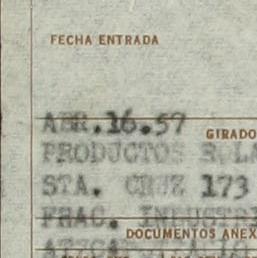 FECHA ENTRADA
ABR.16.57
GIRADO
PRODUCTOS
STA. CRUZ 173
FRAC. INDUSTRI
DOCUMENTOS ANEX